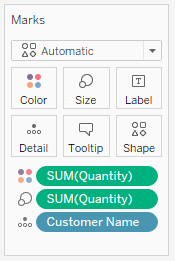 Marks
Automatic
Color Size Label
T
Detail Tooltip Shape
SUM(Quantity)
SUM(Quantity)
Customer Name